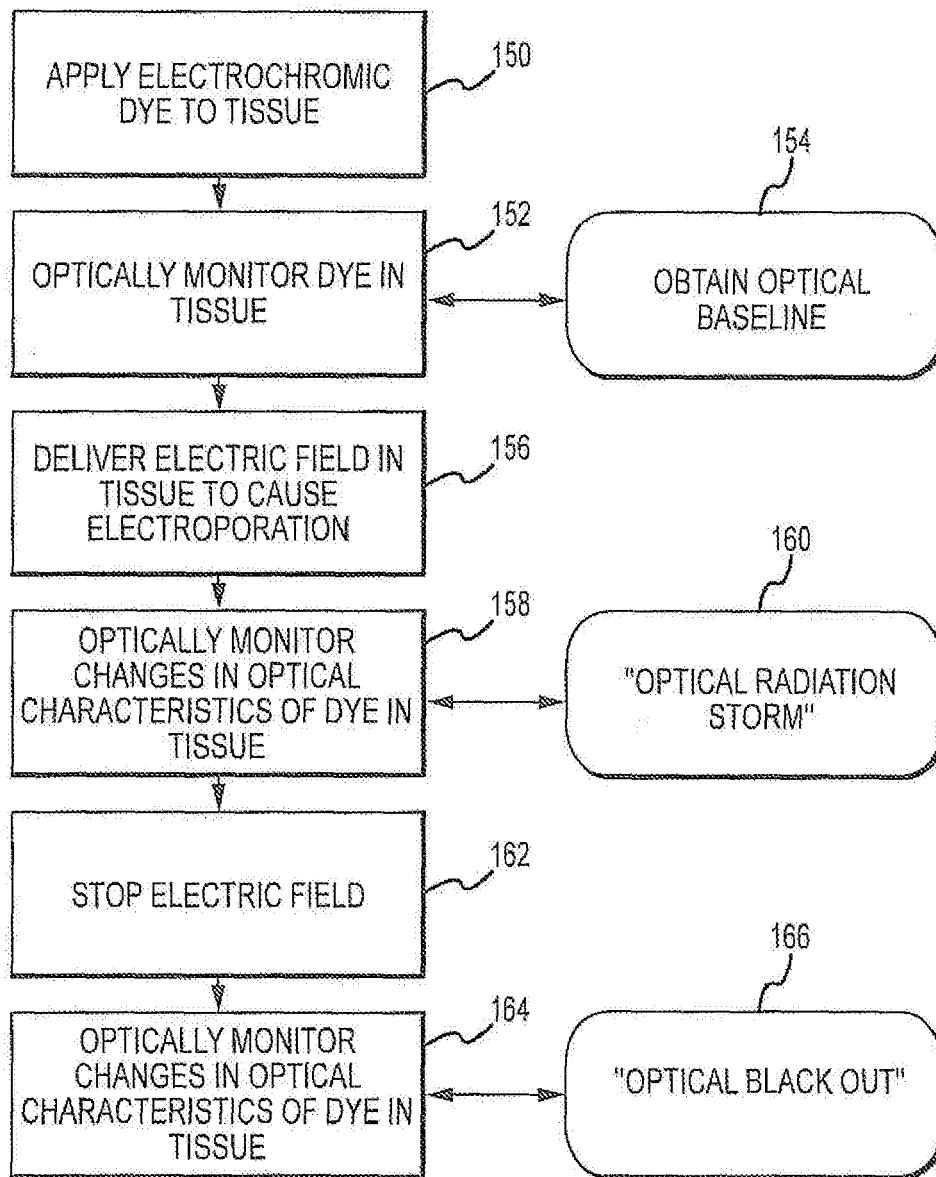 APPLY ELECTROCHROMIC
DYE TO TISSUE
150
154
152
OPTICALLY MONITOR DYE IN
TISSUE
OBTAIN OPTICAL
BASELINE
DELIVER ELECTRIC FIELD IN
TISSUE TO CAUSE
ELECTROPORATION
156
160
158
OPTICALLY MONITOR
CHANGES IN OPTICAL
CHARACTERISTICS OF DYE IN
TISSUE
"OPTICAL RADIATION
STORM"
STOP ELECTRIC FIELD
162
166
164
OPTICALLY MONITOR
CHANGES IN OPTICAL
CHARACTERISTICS OF DYE IN
TISSUE
"OPTICAL BLACK OUT"